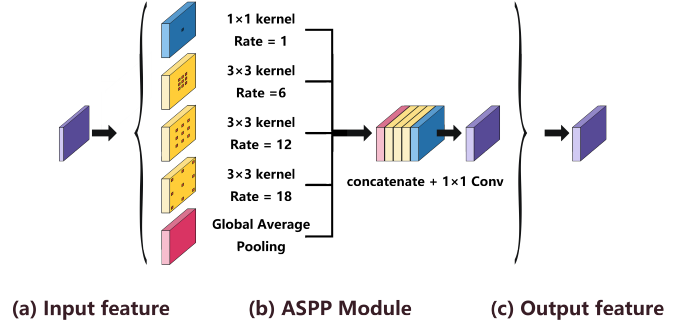 1×1 kernel
Rate = 1
3×3 kernel
Rate =6
3×3 kernel
Rate = 12
3×3 kernel
Rate = 18
Global Average
Pooling
concatenate + 1×1 Conv
(a) Input feature
(b) ASPP Module
(c) Output feature